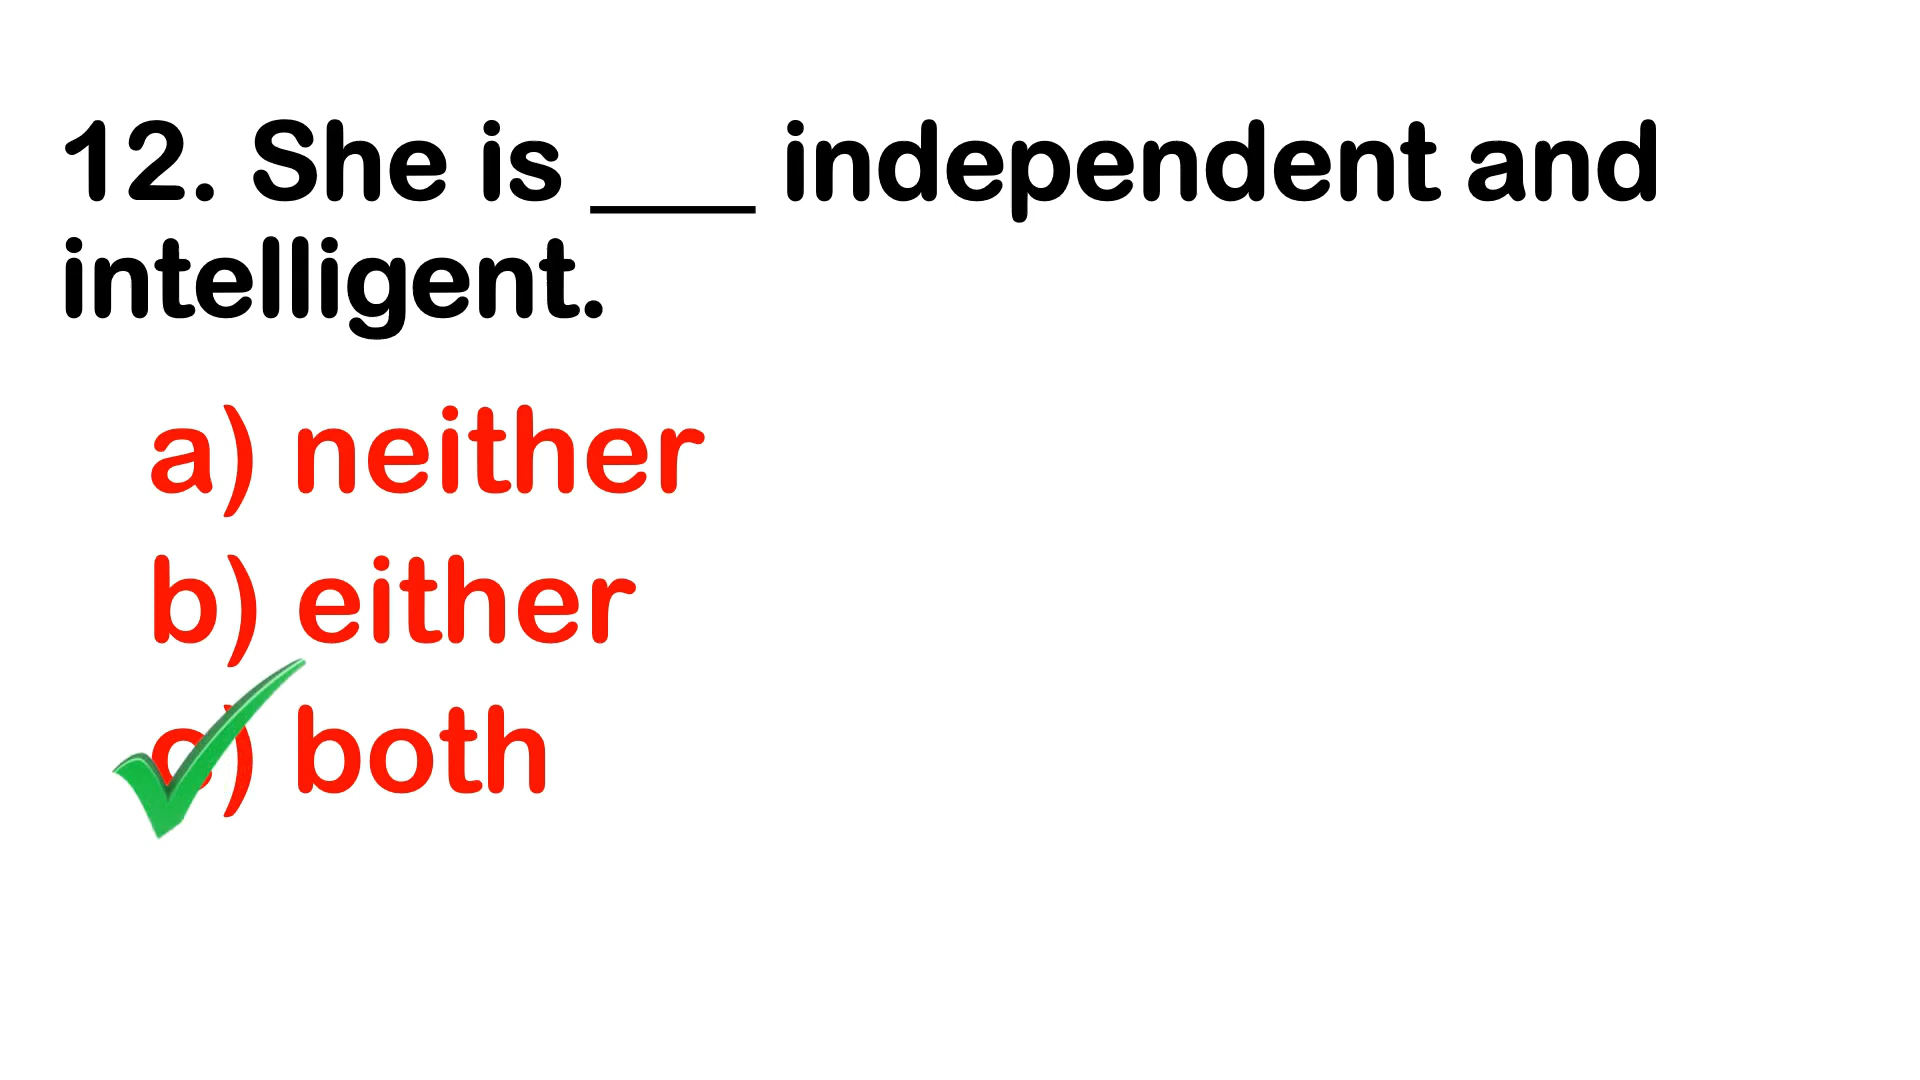 12. She is ___ independent and
intelligent.
a) neither
b) either
c) both